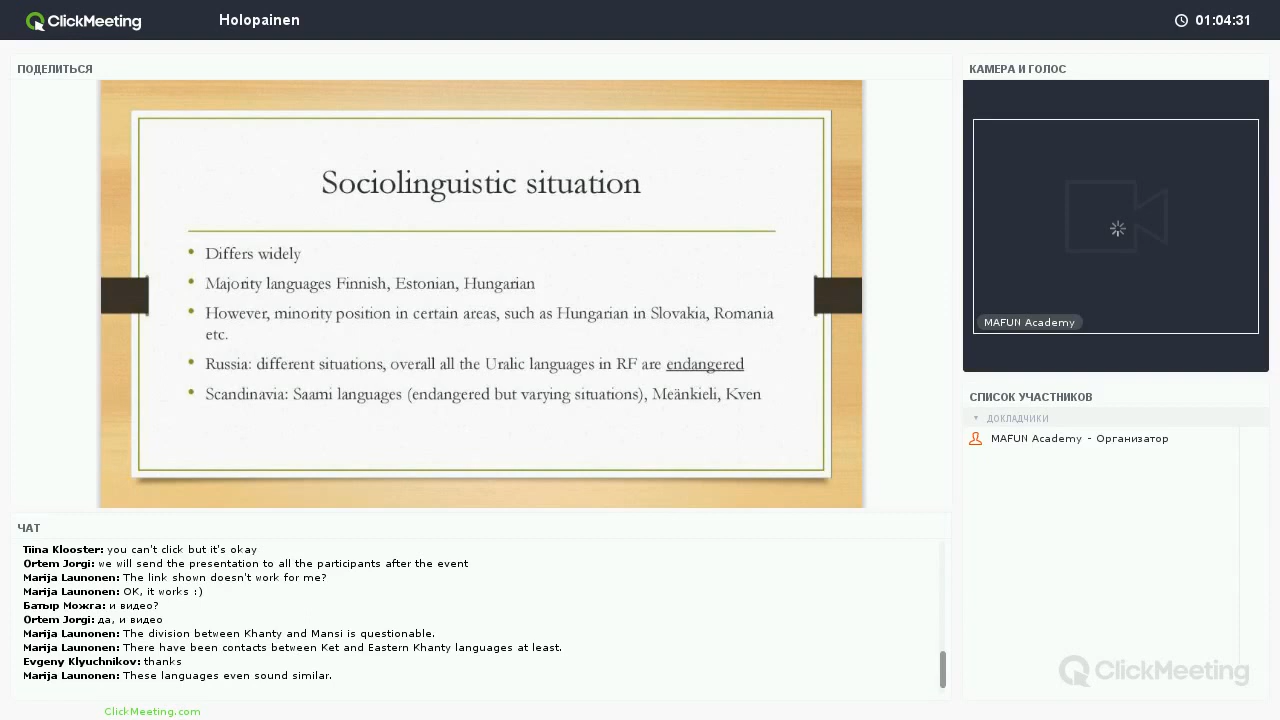 ClickMeeting
Holopainen
01:04:31
ПОДЕЛИТЬСЯ
Sociolinguistic situation
• Differs widely
• Majority languages Finnish, Estonian, Hungarian
• However, minority position in certain areas, such as Hungarian in Slovakia, Romania
etc.
• Russia: different situations, overall all the Uralic languages in RF are endangered
• Scandinavia: Saami languages (endangered but varying situations), Meänkieli, Kven
КАМЕРА И ГОЛОС
MAFUN Academy
СПИСОК УЧАСТНИКОВ
ДОКЛАДЧИКИ
MAFUN Academy - Организатор
ЧАТ
Tiina Klooster: you can't click but it's okay
Ortem Jorgi: we will send the presentation to all the participants after the event
Marija Launonen: The link shown doesn't work for me?
Marija Launonen: OK, it works :)
Батыр Можга: и видео?
Ortem Jorgi: да, и видео
Marija Launonen: The division between Khanty and Mansi is questionable.
Marija Launonen: There have been contacts between Ket and Eastern Khanty languages at least.
Evgeny Klyuchnikov: thanks
Marija Launonen: These languages even sound similar.
ClickMeeting
ClickMeeting.com